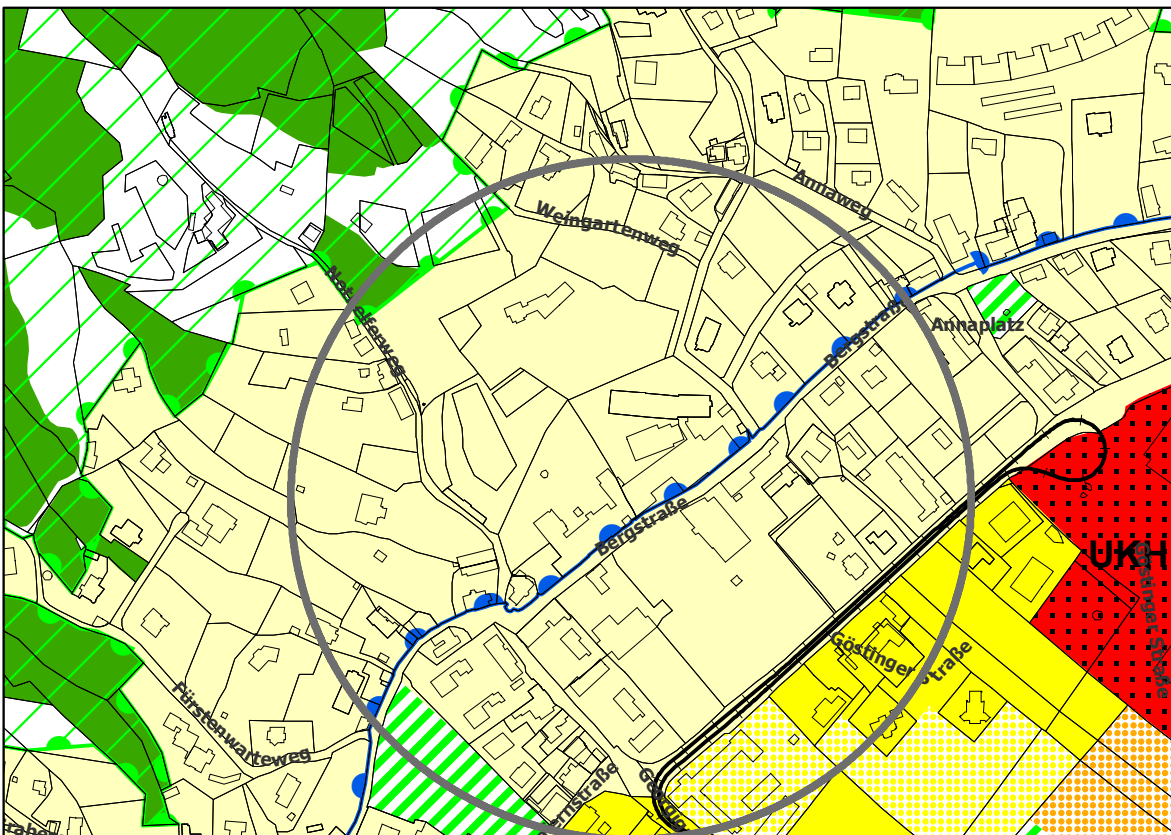 Annaweg
Weingartenweg
Bergstraße
Annaplatz
Bergstraße
UKH
Göstinger Straße
Göstinger Straße
Fürstenwarteweg